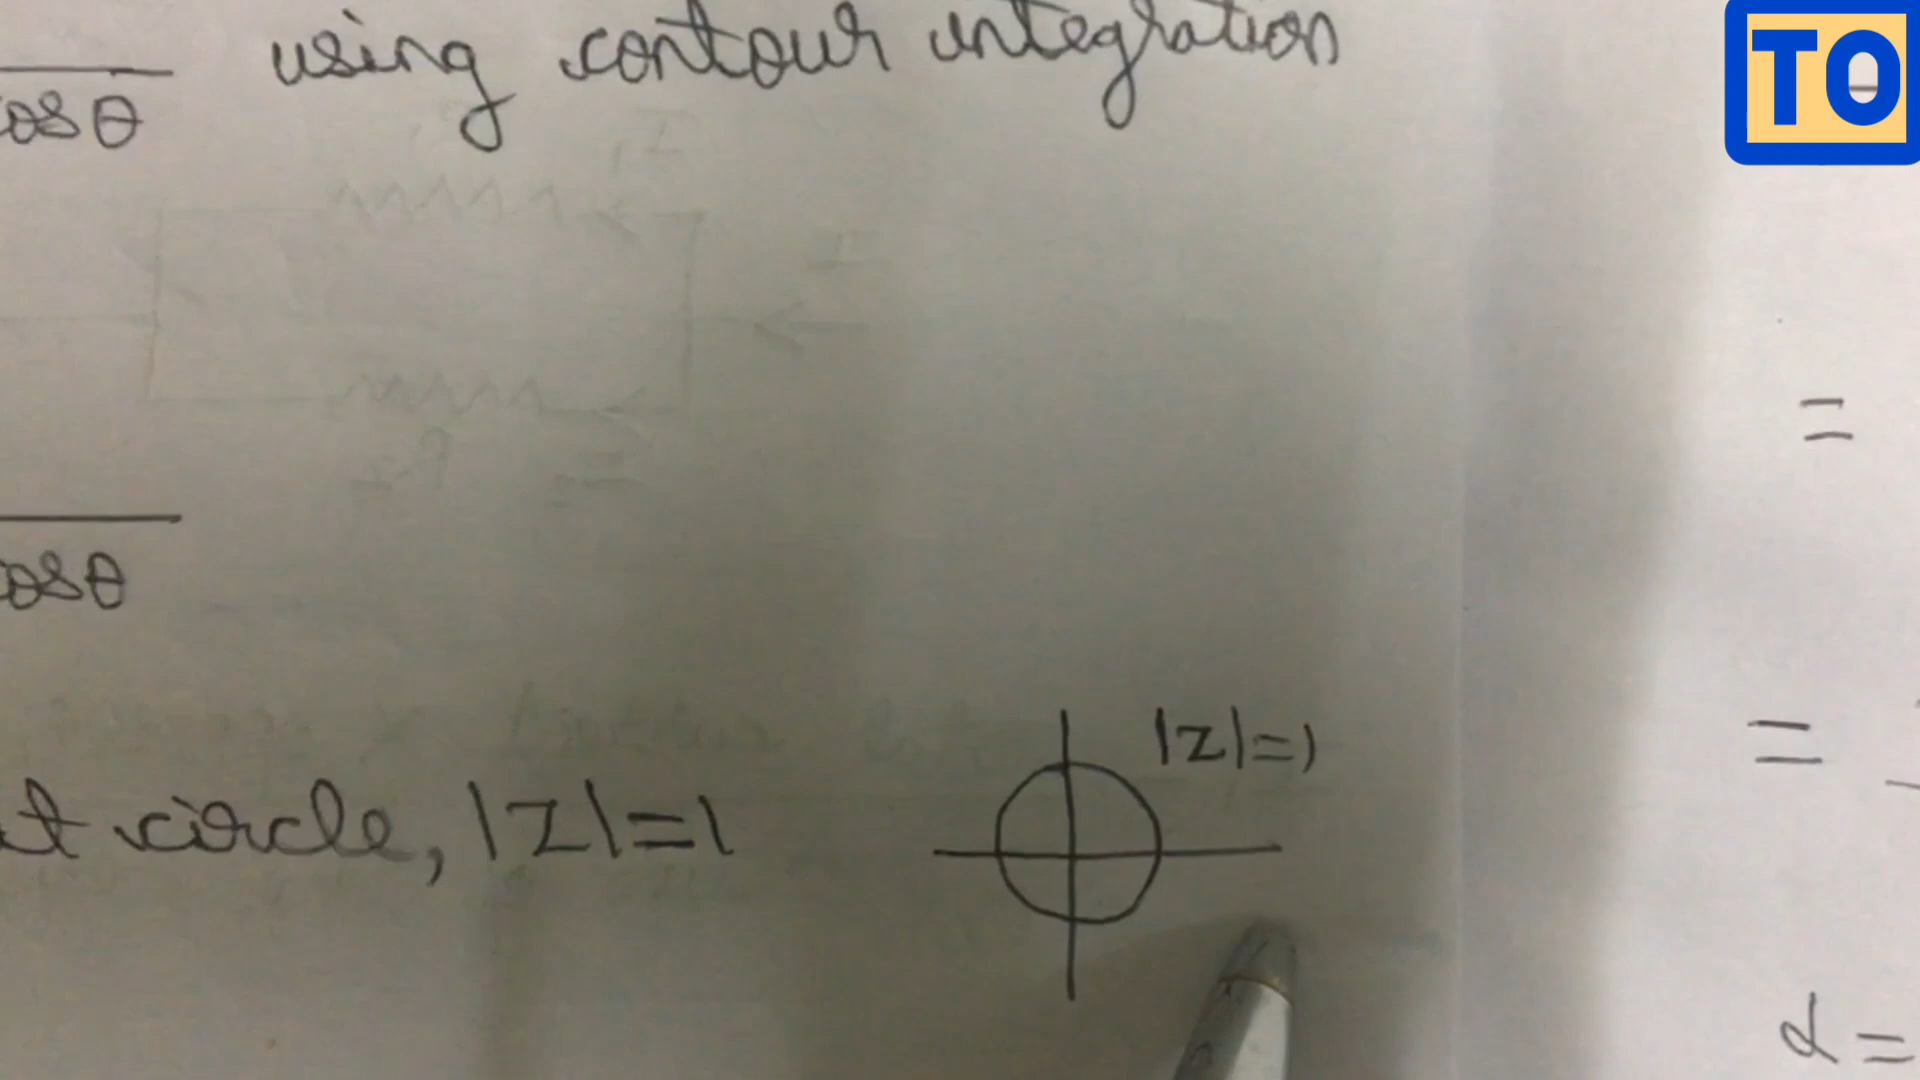 using contour integration
TO
osθ
=
osθ
|z|=1
=
t circle, |z|=1
α =